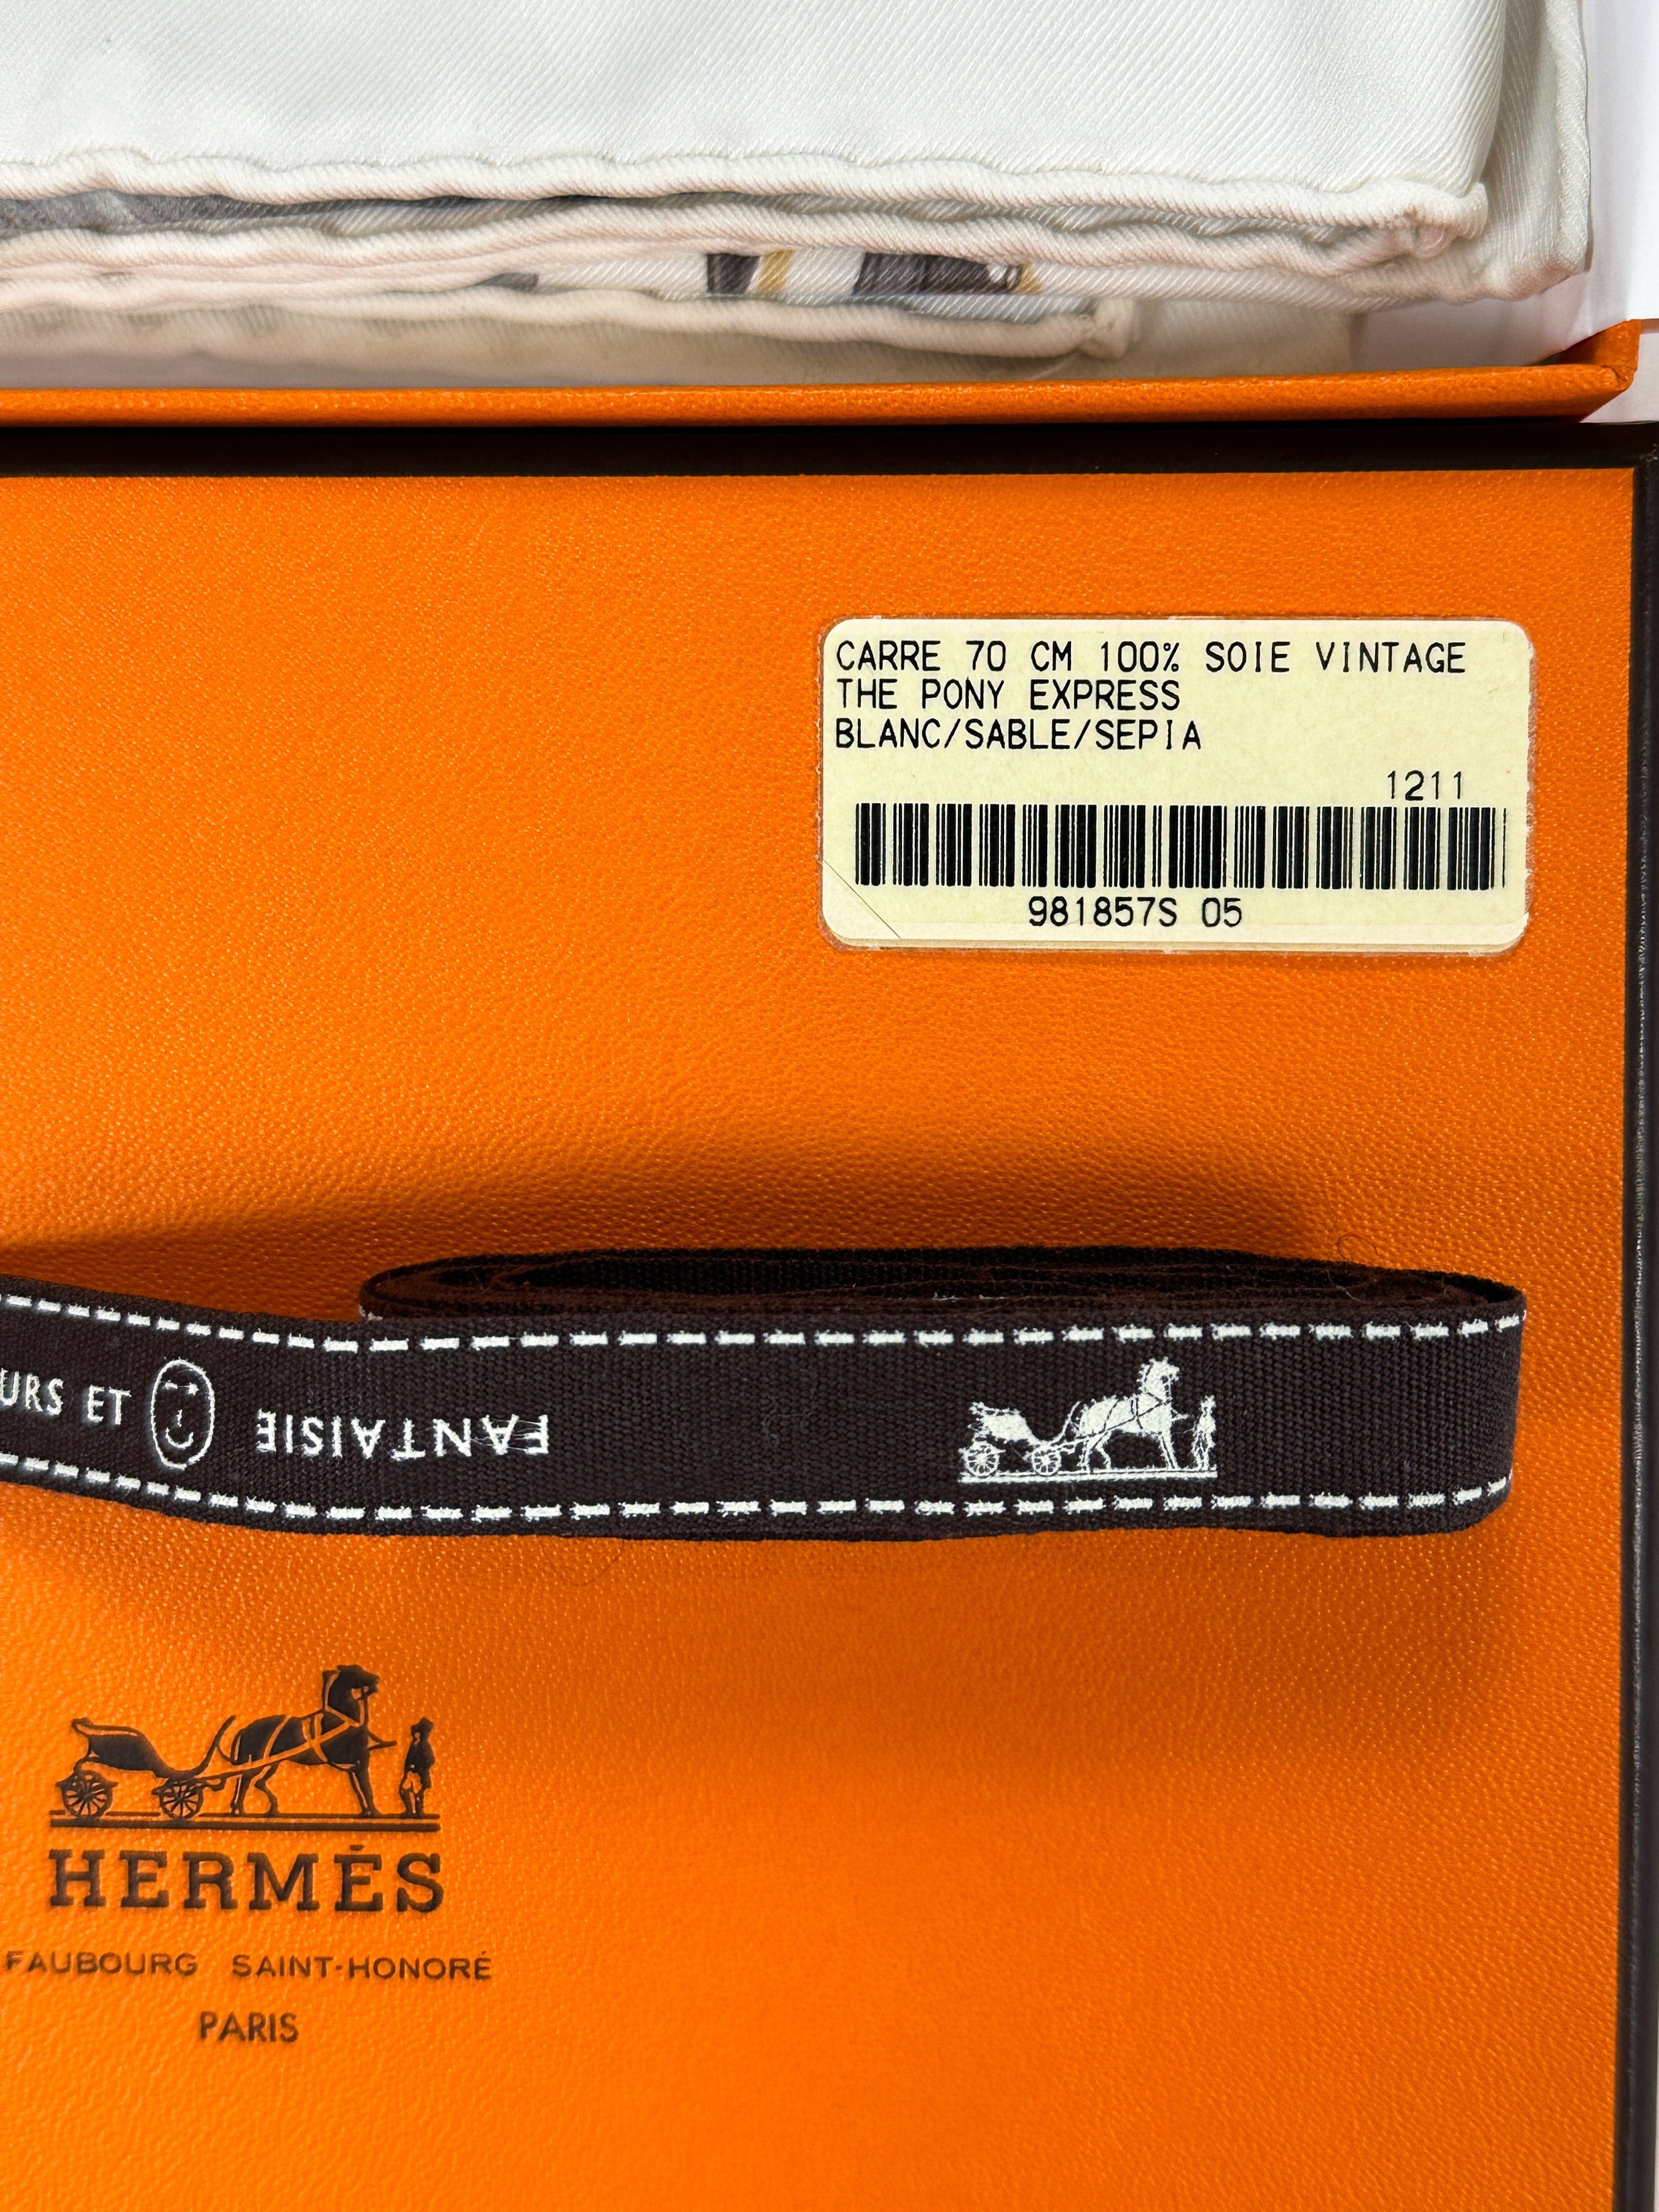 CARRE 70 CM 100% SOIE VINTAGE
THE PONY EXPRESS
BLANC/SABLE/SEPIA
1211
981857S 05
URS ET FANTAISIE
HERMÈS
FAUBOURG SAINT-HONORÉ
PARIS